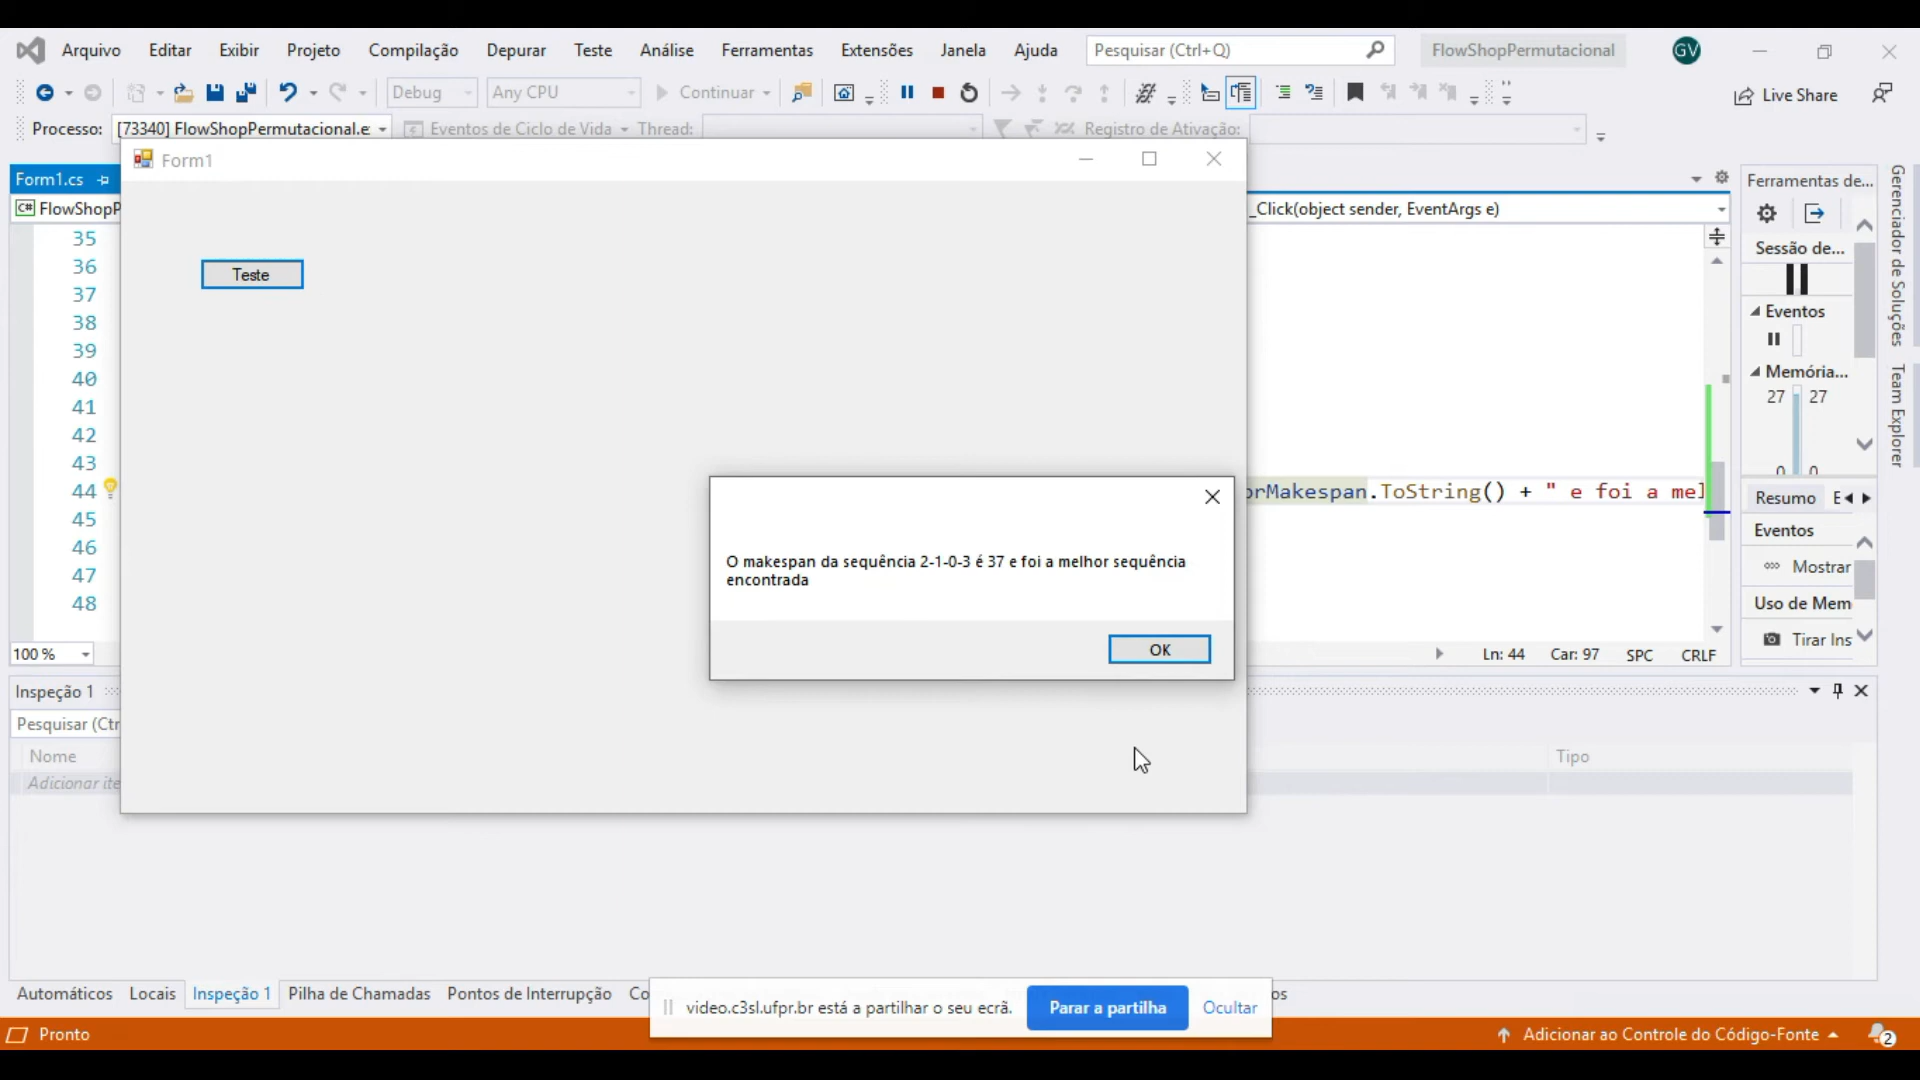 Arquivo Editar Exibir Projeto Compilação Depurar Teste Análise Ferramentas Extensões Janela Ajuda Pesquisar (Ctrl+Q) FlowShopPermutacional GV
Debug Any CPU Continuar Live Share
Processo: [73340] FlowShopPermutacional.e Eventos de Ciclo de Vida Thread: Registro de Ativação:
Form1
Form1.cs
C# FlowShopP
_Click(object sender, EventArgs e)
35
36
37
38
39
40
41
42
43
44
45
46
47
48
Teste
orMakespan.ToString() + " e foi a mel
O makespan da sequência 2-1-0-3 é 37 e foi a melhor sequência
encontrada
OK
100 %
Ln: 44 Car: 97 SPC CRLF
Ferramentas de...
Sessão de...
Eventos
Memória...
27 27
0 0
Resumo E
Eventos
Mostrar
Uso de Mem
Tirar Ins
Gerenciador de Soluções
Team Explorer
Inspeção 1
Pesquisar (Ctr
Nome Tipo
Adicionar ite
Automáticos Locais Inspeção 1 Pilha de Chamadas Pontos de Interrupção Co os
video.c3sl.ufpr.br está a partilhar o seu ecrã. Parar a partilha Ocultar
Pronto Adicionar ao Controle do Código-Fonte 2